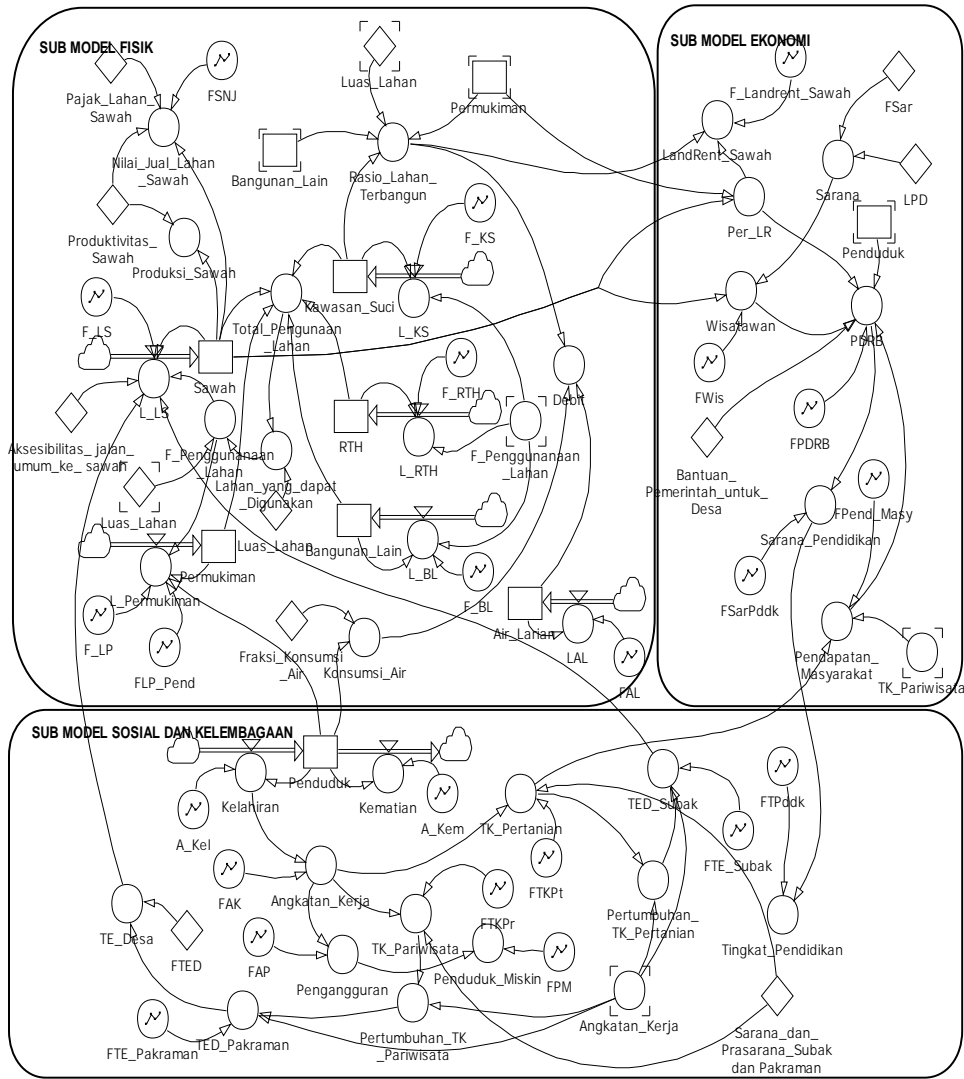 SUB MODEL FISIK
Pajak_Lahan_
Sawah
FSNJ
Luas_Lahan
Permukiman
Nilai_Jual_Lahan
_Sawah
Bangunan_Lain
Rasio_Lahan_
Terbangun
Produktivitas_
Sawah
Produksi_Sawah
F_KS
F_LS
Total_Pengunaan
_Lahan
Kawasan_Suci
L_KS
Sawah
L_LS
Debit
F_RTH
RTH
L_RTH
F_Penggunanaan
_Lahan
Aksesibilitas_ jalan_
umum_ke_ sawah
F_Penggunanaan
_Lahan
Lahan_yang_dapat
_Digunakan
Luas_Lahan
Luas_Lahan
Bangunan_Lain
L_BL
F_BL
Permukiman
L_Permukiman
F_LP
FLP_Pend
Fraksi_Konsumsi
_Air
Konsumsi_Air
Air_Larian
LAL
FAL
SUB MODEL EKONOMI
F_Landrent_Sawah
FSar
LandRent_Sawah
Sarana
LPD
Per_LR
Penduduk
Wisatawan
PDRB
FWis
FPDRB
Bantuan_
Pemerintah_untuk_
Desa
FPend_Masy
Sarana_Pendidikan
FSarPddk
Pendapatan_
Masyarakat
TK_Pariwisata
SUB MODEL SOSIAL DAN KELEMBAGAAN
Penduduk
Kelahiran
Kematian
A_Kel
A_Kem
TK_Pertanian
TED_Subak
FTPddk
FTE_Subak
FTKPt
FAK
Angkatan_Kerja
FTKPr
TK_Pariwisata
Pertumbuhan_
TK_Pertanian
Tingkat_Pendidikan
TE_Desa
FTED
FAP
Pengangguran
Penduduk_Miskin
FPM
Angkatan_Kerja
FTE_Pakraman
TED_Pakraman
Pertumbuhan_TK
_Pariwisata
Sarana_dan_
Prasarana_Subak
dan Pakraman